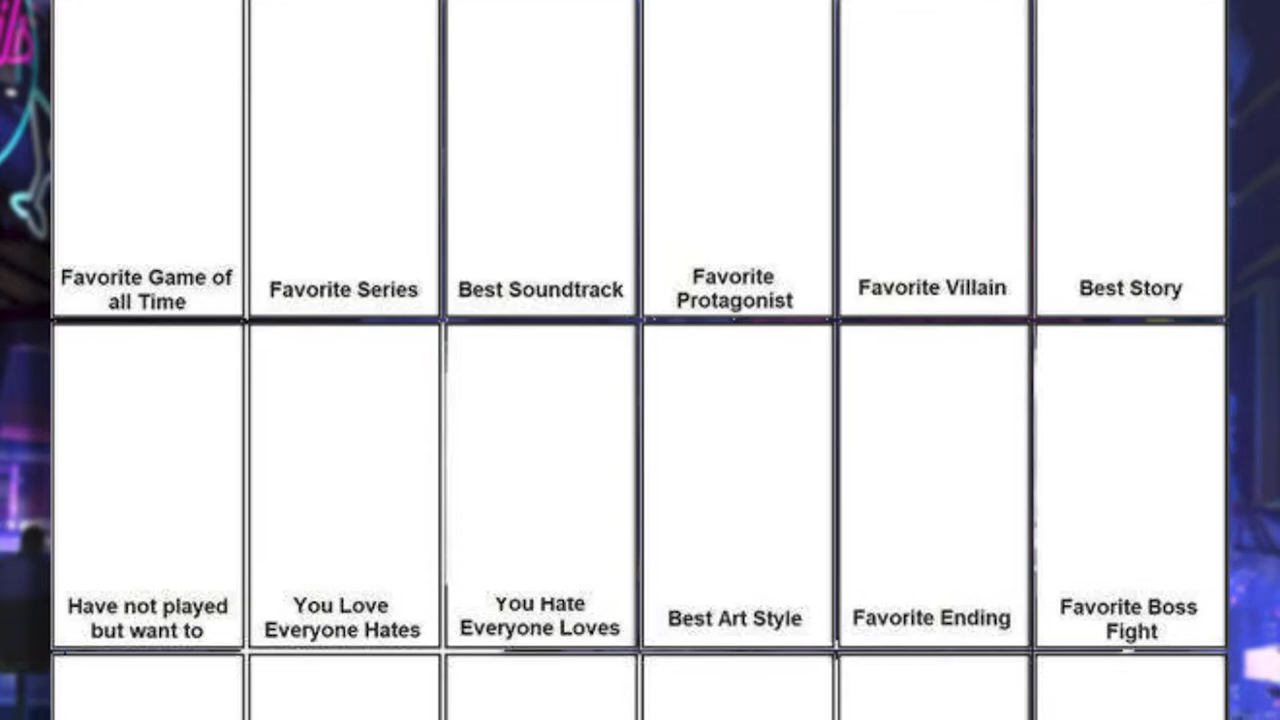 Favorite Game of
all Time
Favorite Series
Best Soundtrack
Favorite
Protagonist
Favorite Villain
Best Story
Have not played
but want to
You Love
Everyone Hates
You Hate
Everyone Loves
Best Art Style
Favorite Ending
Favorite Boss
Fight